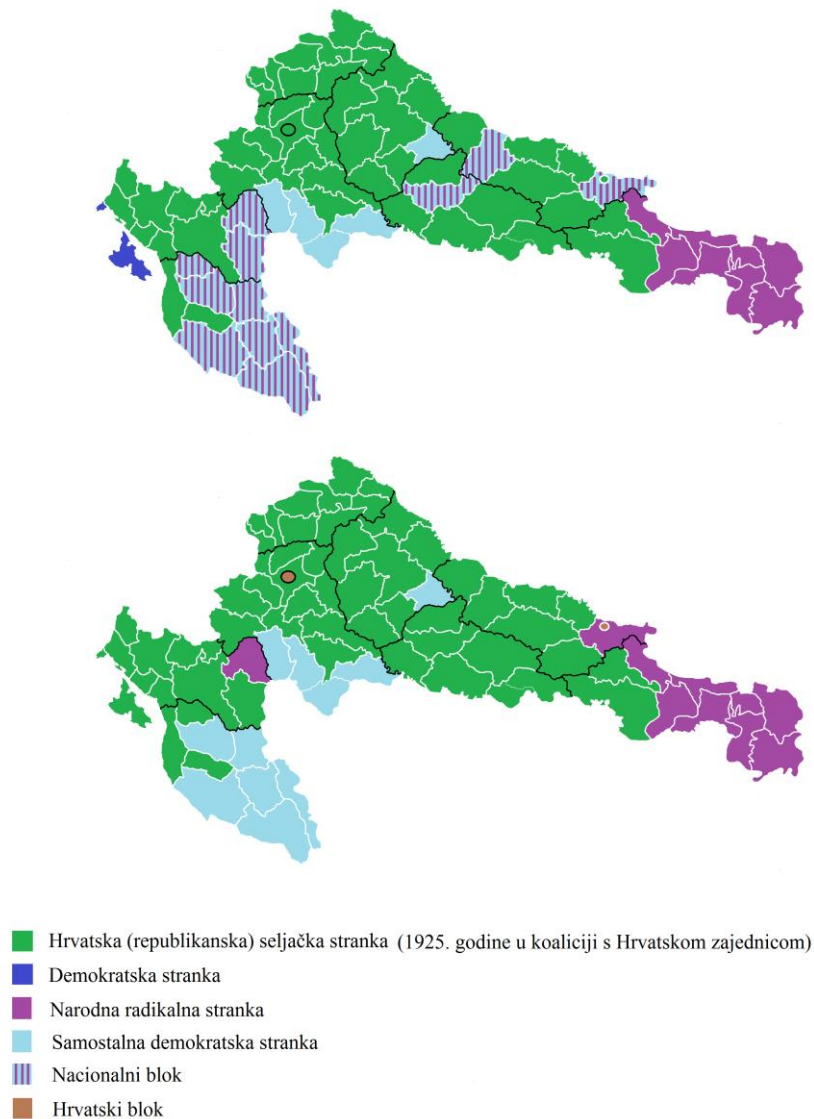 Hrvatska (republikanska) seljačka stranka (1925. godine u koaliciji s Hrvatskom zajednicom)
Demokratska stranka
Narodna radikalna stranka
Samostalna demokratska stranka
Nacionalni blok
Hrvatski blok